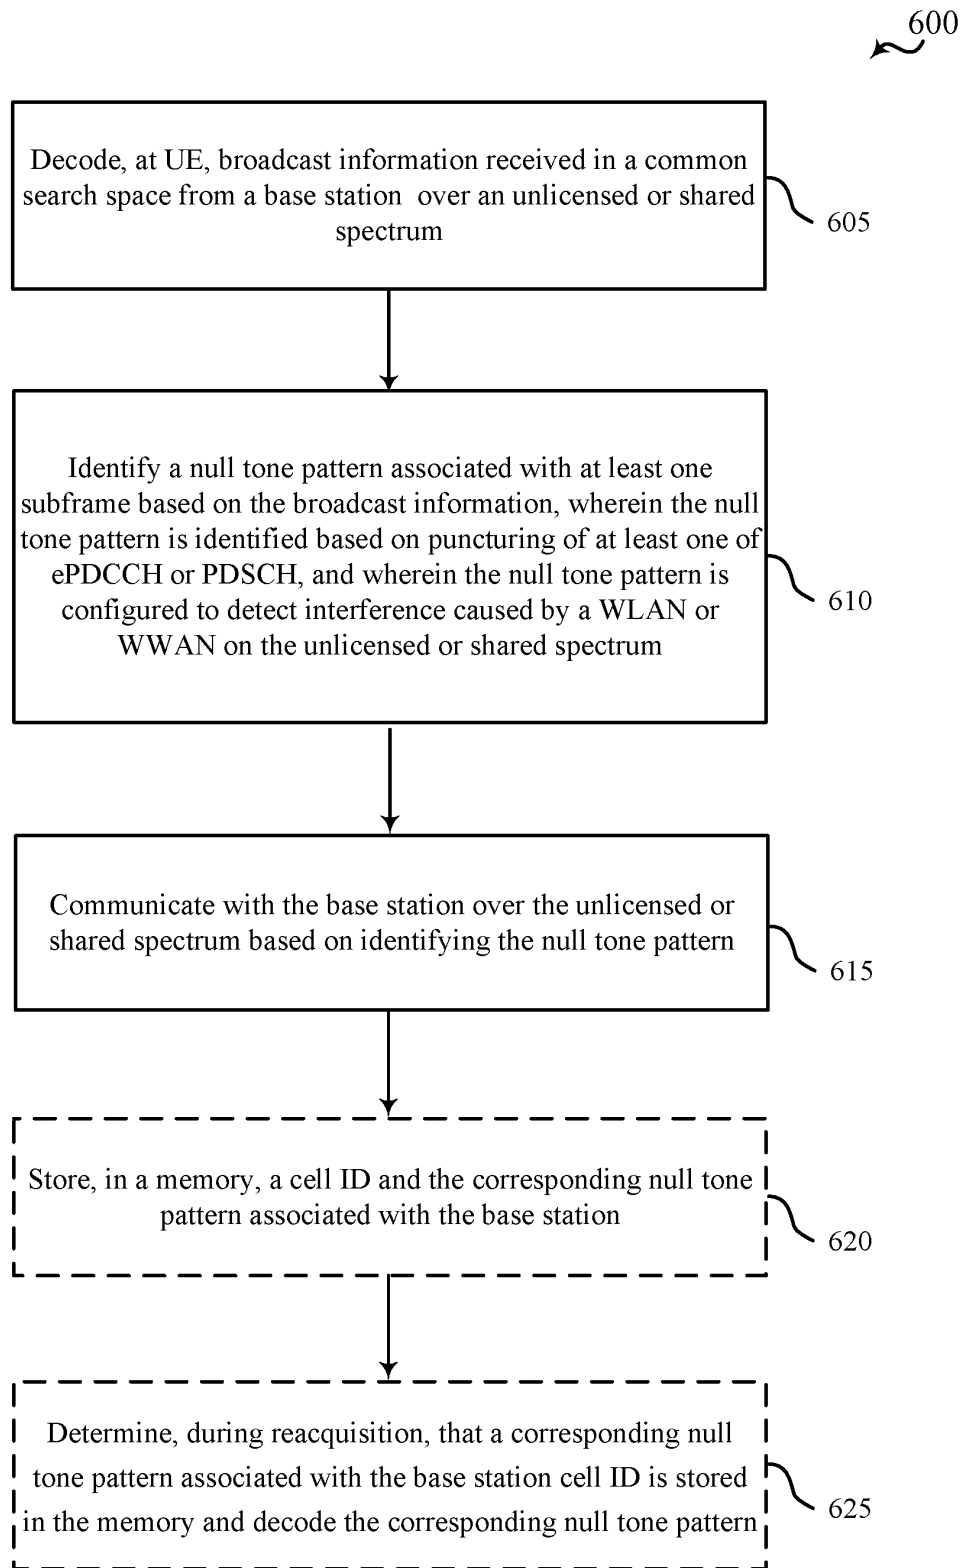 600
Decode, at UE, broadcast information received in a common
search space from a base station over an unlicensed or shared
spectrum
605
Identify a null tone pattern associated with at least one
subframe based on the broadcast information, wherein the null
tone pattern is identified based on puncturing of at least one of
ePDCCH or PDSCH, and wherein the null tone pattern is
configured to detect interference caused by a WLAN or
WWAN on the unlicensed or shared spectrum
610
Communicate with the base station over the unlicensed or
shared spectrum based on identifying the null tone pattern
615
Store, in a memory, a cell ID and the corresponding null tone
pattern associated with the base station
620
Determine, during reacquisition, that a corresponding null
tone pattern associated with the base station cell ID is stored
in the memory and decode the corresponding null tone pattern
625